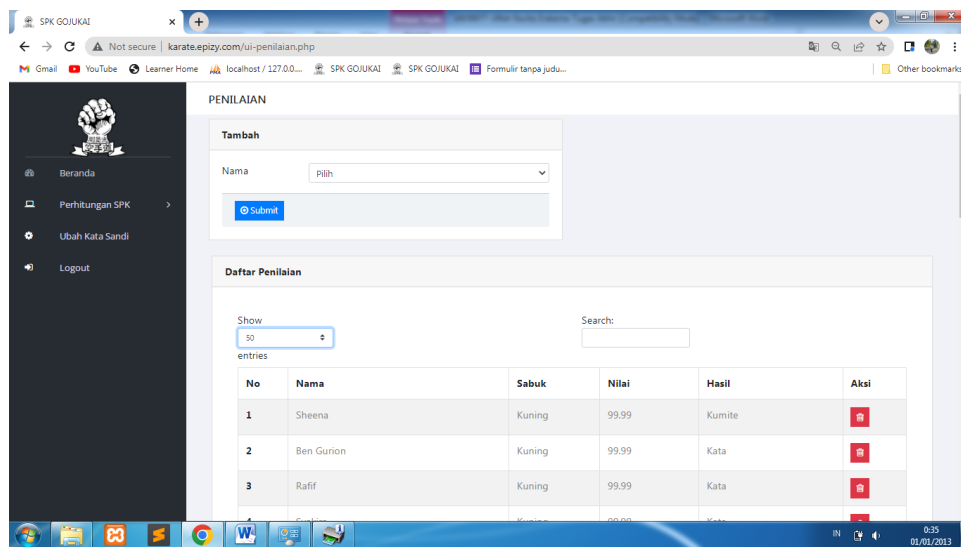 SPK GOJUKAI
Not secure | karate.epizy.com/ui-penilaian.php
Gmail YouTube Learner Home localhost / 127.0.0.... SPK GOJUKAI SPK GOJUKAI Formulir tanpa judu... Other bookmarks
PENILAIAN
Tambah
Nama Pilih
Submit
Beranda
Perhitungan SPK
Ubah Kata Sandi
Logout
Daftar Penilaian
Show
50
entries
Search:
No Nama Sabuk Nilai Hasil Aksi
1 Sheena Kuning 99.99 Kumite
2 Ben Gurion Kuning 99.99 Kata
3 Rafif Kuning 99.99 Kata
IN
0:35
01/01/2013